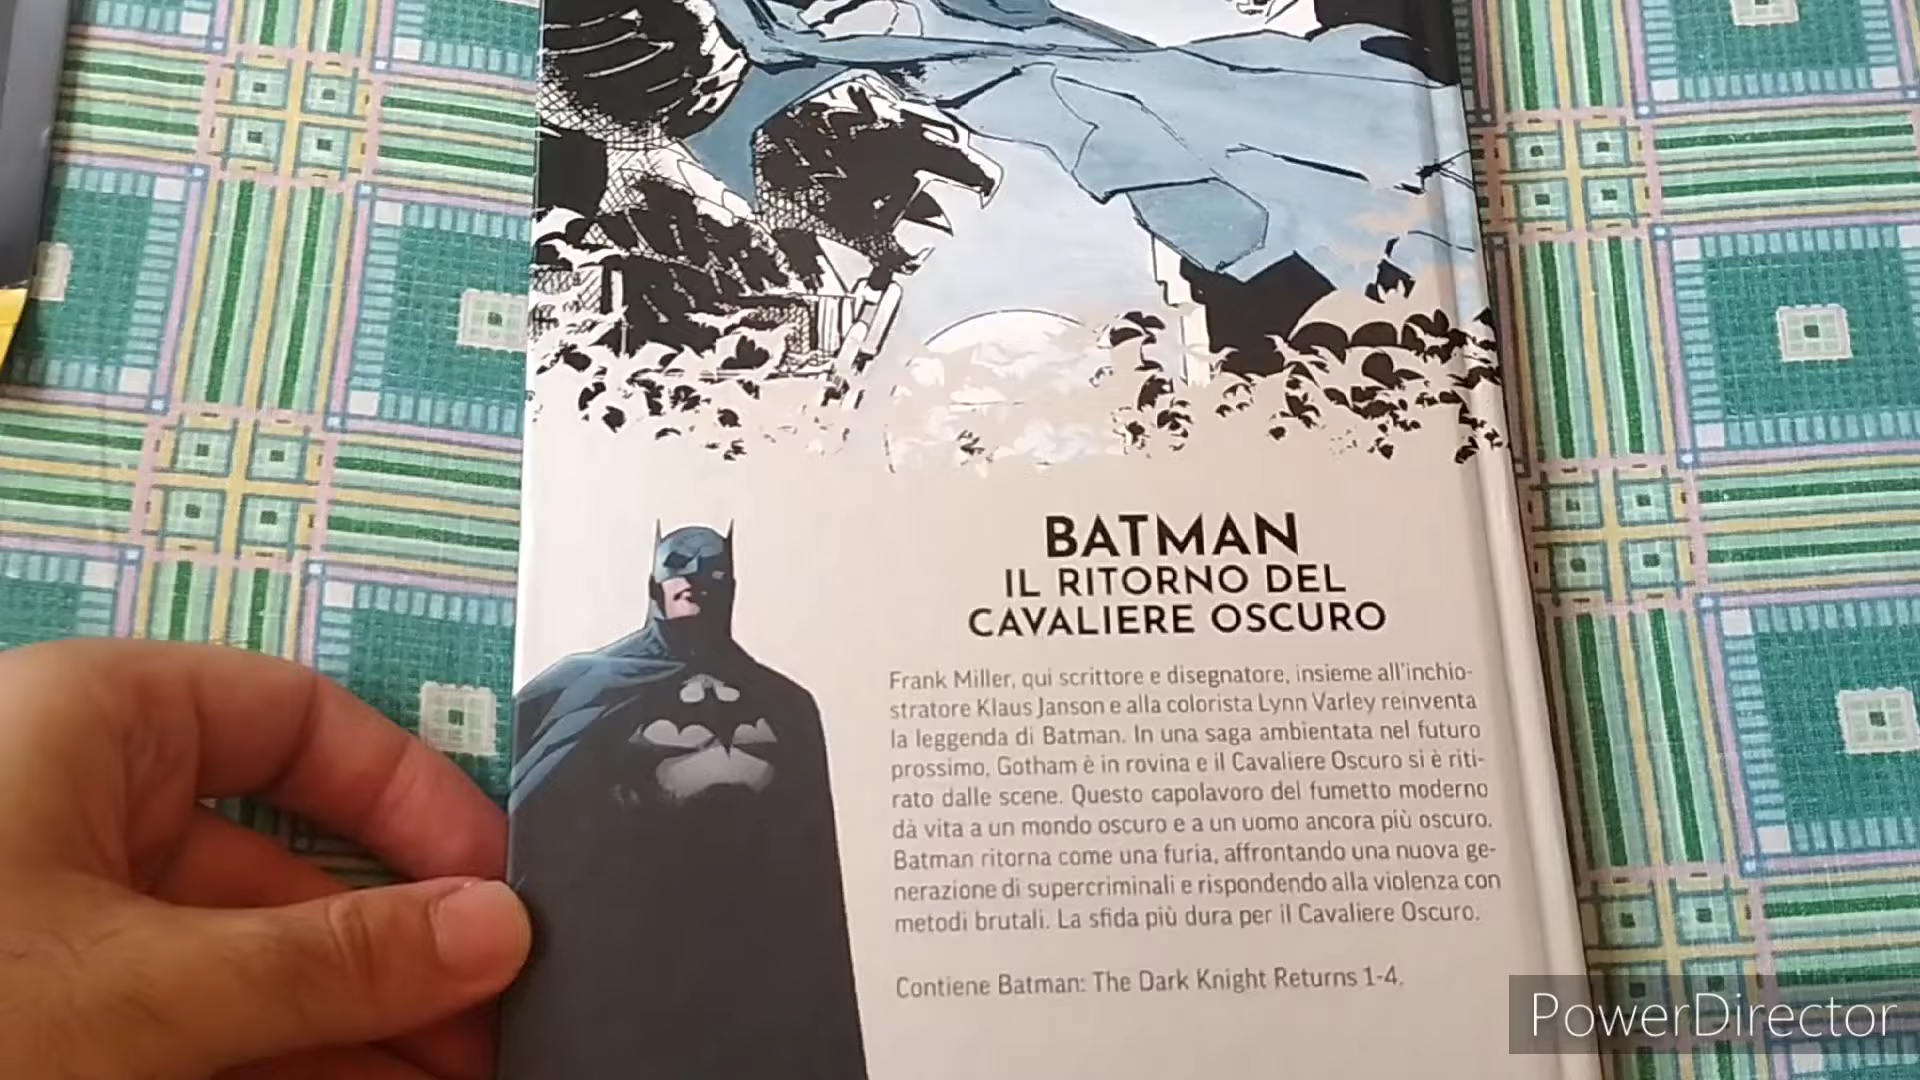 BATMAN
IL RITORNO DEL
CAVALIERE OSCURO
Frank Miller, qui scrittore e disegnatore, insieme all'inchio-
stratore Klaus Janson e alla colorista Lynn Varley reinventa
la leggenda di Batman. In una saga ambientata nel futuro
prossimo, Gotham è in rovina e il Cavaliere Oscuro si è riti-
rato dalle scene. Questo capolavoro del fumetto moderno
dà vita a un mondo oscuro e a un uomo ancora più oscuro.
Batman ritorna come una furia, affrontando una nuova ge-
nerazione di supercriminali e rispondendo alla violenza con
metodi brutali. La sfida più dura per il Cavaliere Oscuro.
Contiene Batman: The Dark Knight Returns 1-4.
PowerDirector